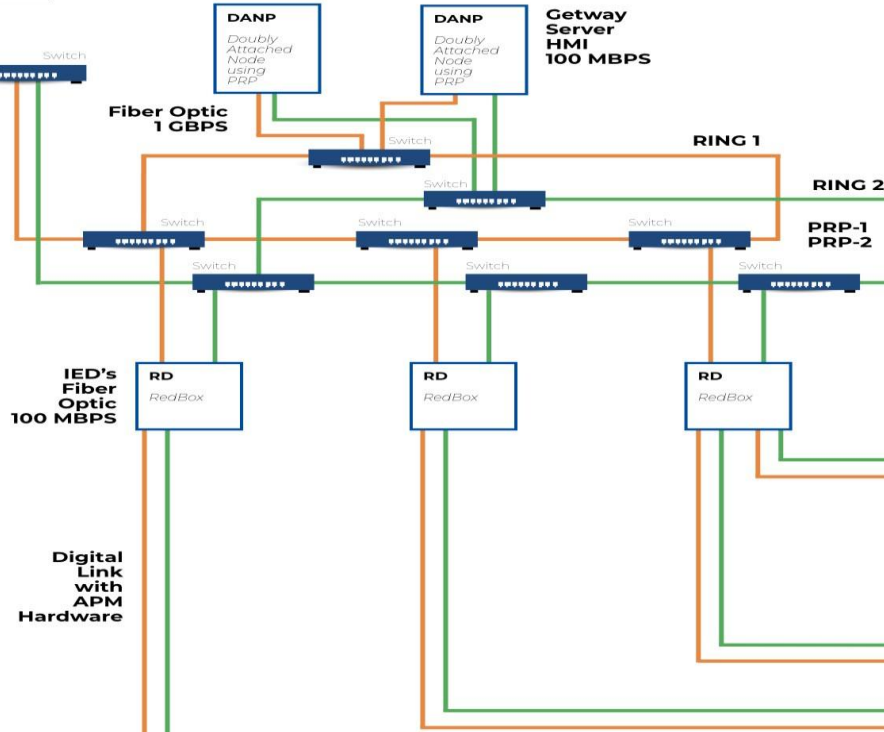 DANP
Doubly
Attached
Node
using
PRP
DANP
Doubly
Attached
Node
using
PRP
Getway
Server
HMI
100 MBPS
Switch
Fiber Optic
1 GBPS
Switch
RING 1
Switch
RING 2
Switch
Switch
Switch
PRP-1
PRP-2
Switch
Switch
Switch
IED's
Fiber
Optic
100 MBPS
RD
RedBox
RD
RedBox
RD
RedBox
Digital
Link
with
APM
Hardware